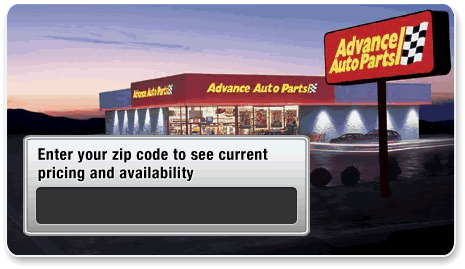 Advance
Auto Parts
Advance Auto Parts
Advance Auto Parts
Enter your zip code to see current
pricing and availability